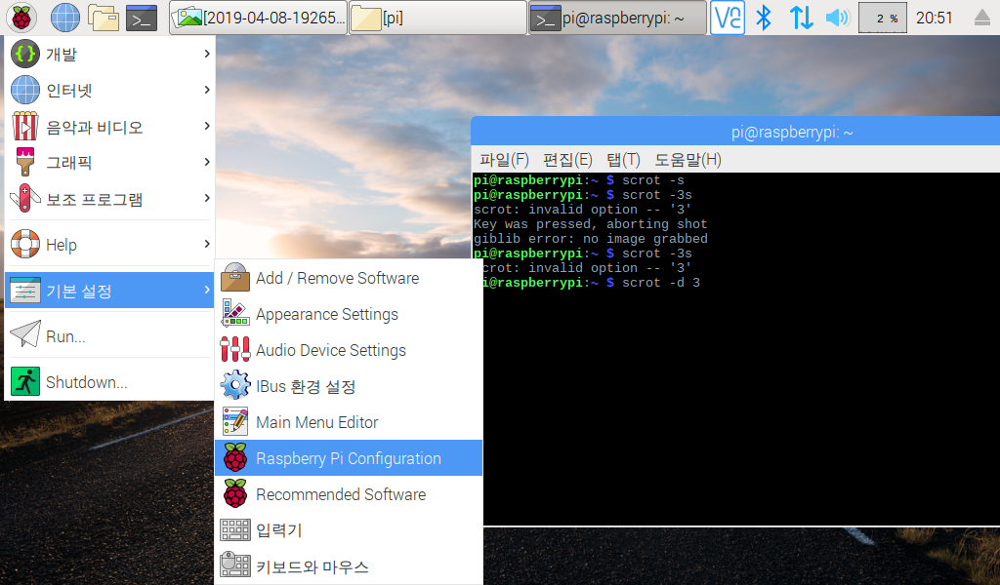 [2019-04-08-19265...
[pi]
pi@raspberrypi: ~
2 %
20:51
개발
인터넷
음악과 비디오
그래픽
보조 프로그램
Help
기본 설정
Run...
Shutdown...
Add / Remove Software
Appearance Settings
Audio Device Settings
IBus 환경 설정
Main Menu Editor
Raspberry Pi Configuration
Recommended Software
입력기
키보드와 마우스
pi@raspberrypi: ~
파일(F) 편집(E) 탭(T) 도움말(H)
pi@raspberrypi:~ $ scrot -s
pi@raspberrypi:~ $ scrot -3s
scrot: invalid option -- '3'
Key was pressed, aborting shot
giblib error: no image grabbed
pi@raspberrypi:~ $ scrot -3s
scrot: invalid option -- '3'
pi@raspberrypi:~ $ scrot -d 3